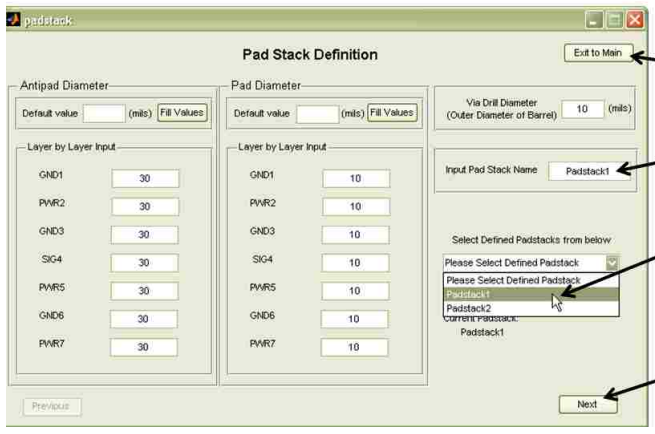 padstack
Pad Stack Definition
Exit to Main
Antipad Diameter
Default value (mils) Fill Values
Layer by Layer Input
GND1 30
PWR2 30
GND3 30
SIG4 30
PWR5 30
GND6 30
PWR7 30
Pad Diameter
Default value (mils) Fill Values
Layer by Layer Input
GND1 10
PWR2 10
GND3 10
SIG4 10
PWR5 10
GND6 10
PWR7 10
Via Drill Diameter
(Outer Diameter of Barrel) 10 (mils)
Input Pad Stack Name Padstack1
Select Defined Padstacks from below
Please Select Defined Padstack
Please Select Defined Padstack
Padstack1
Padstack2
Current Padstack:
Padstack1
Previous
Next